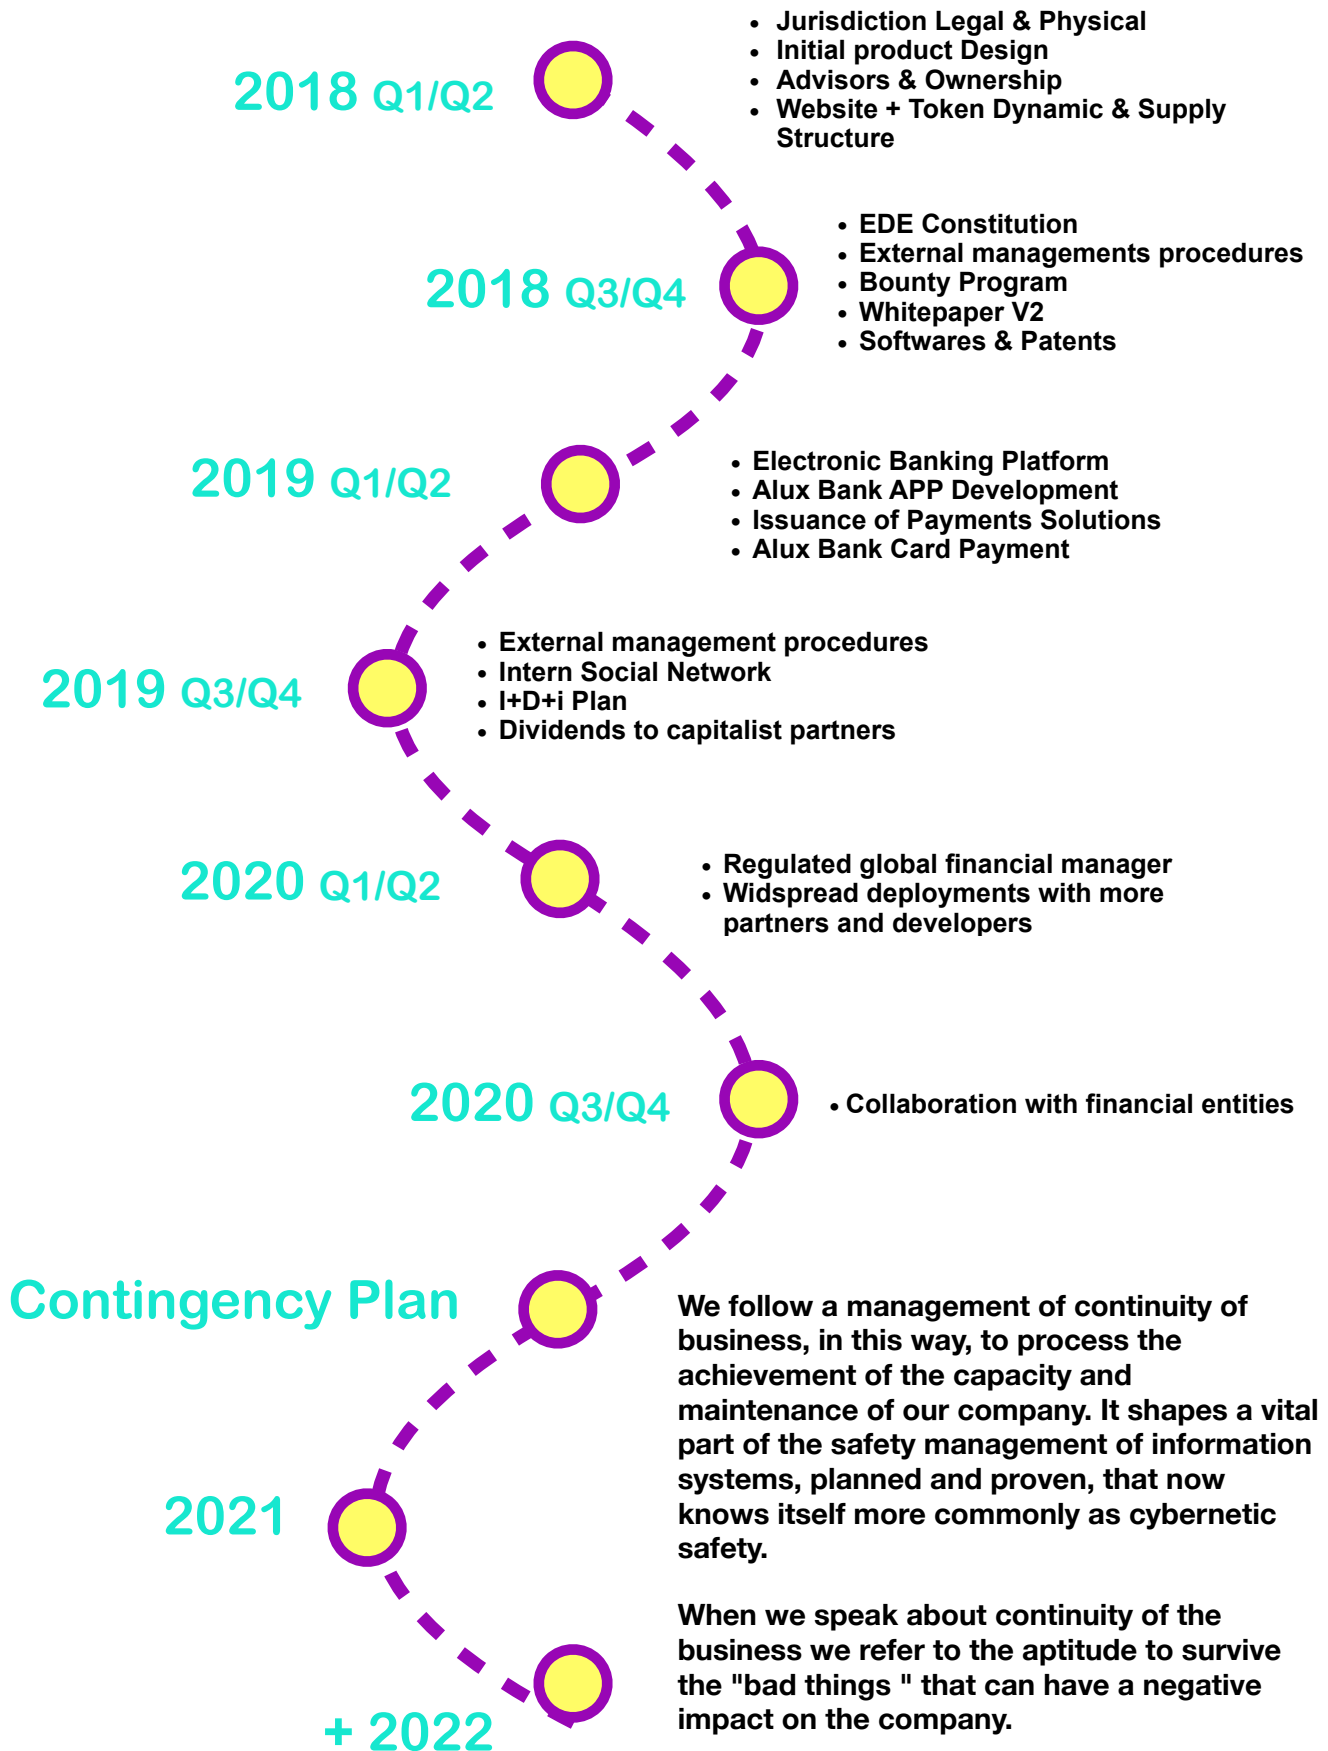 2018 Q1/Q2
• Jurisdiction Legal & Physical
• Initial product Design
• Advisors & Ownership
• Website + Token Dynamic & Supply
Structure
2018 Q3/Q4
• EDE Constitution
• External managements procedures
• Bounty Program
• Whitepaper V2
• Softwares & Patents
2019 Q1/Q2
• Electronic Banking Platform
• Alux Bank APP Development
• Issuance of Payments Solutions
• Alux Bank Card Payment
2019 Q3/Q4
• External management procedures
• Intern Social Network
• I+D+i Plan
• Dividends to capitalist partners
2020 Q1/Q2
• Regulated global financial manager
• Widspread deployments with more
partners and developers
2020 Q3/Q4
• Collaboration with financial entities
Contingency Plan
We follow a management of continuity of
business, in this way, to process the
achievement of the capacity and
maintenance of our company. It shapes a vital
part of the safety management of information
systems, planned and proven, that now
knows itself more commonly as cybernetic
safety.
2021
When we speak about continuity of the
business we refer to the aptitude to survive
the "bad things " that can have a negative
impact on the company.
+ 2022